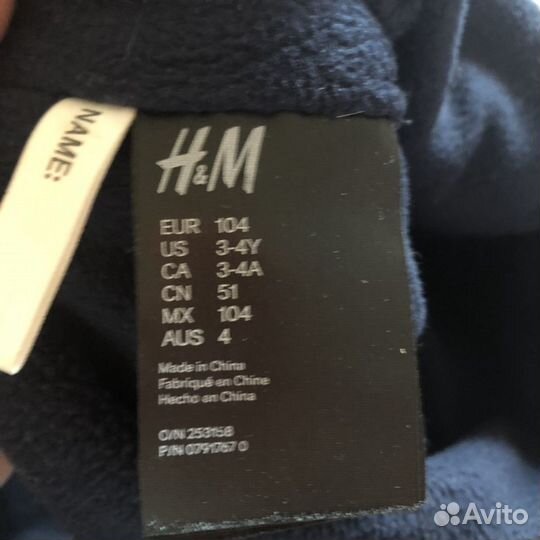 NAME:
H&M
EUR 104
US 3-4Y
CA 3-4A
CN 51
MX 104
AUS 4
Made in China
Fabriqué en Chine
Hecho en China
O/N 253158
P/N 0791767 0
Avito